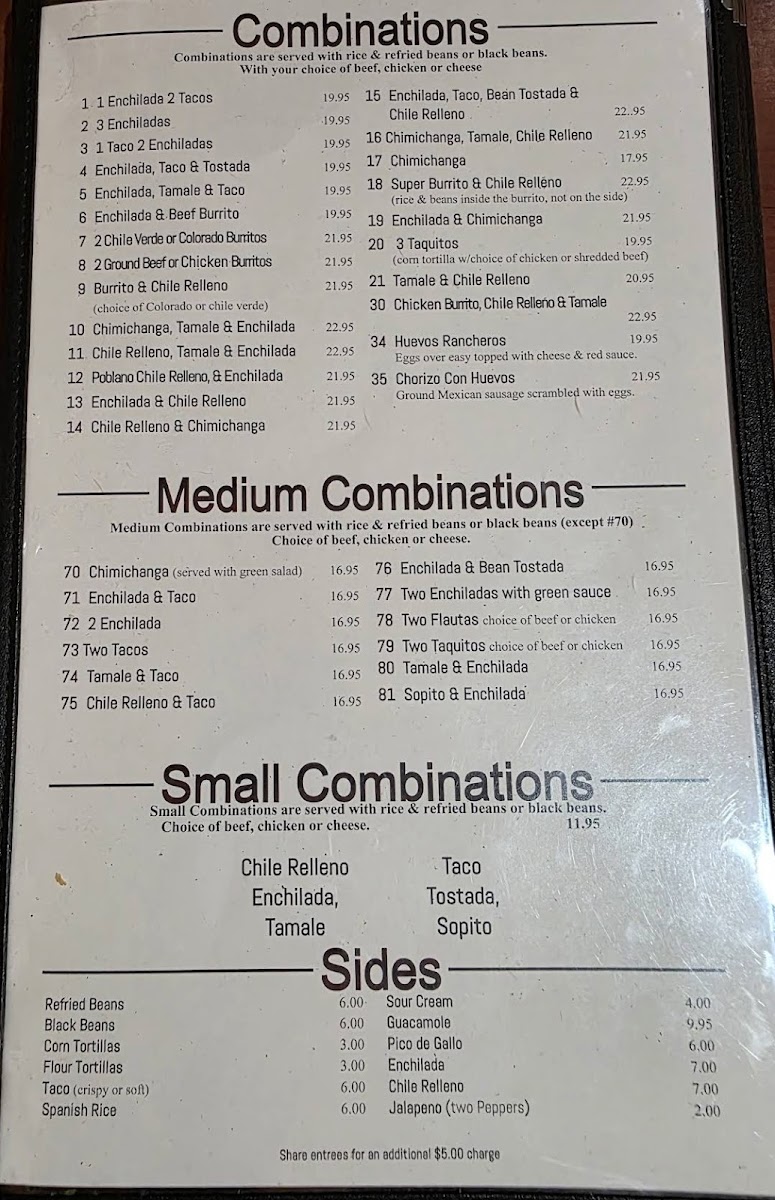 Combinations
Combinations are served with rice & refried beans or black beans.
With your choice of beef, chicken or cheese
1 1 Enchilada 2 Tacos 19.95
2 3 Enchiladas 19.95
3 1 Taco 2 Enchiladas 19.95
4 Enchilada, Taco & Tostada 19.95
5 Enchilada, Tamale & Taco 19.95
6 Enchilada & Beef Burrito 19.95
7 2 Chile Verde or Colorado Burritos 21.95
8 2 Ground Beef or Chicken Burritos 21.95
9 Burrito & Chile Relleno 21.95
(choice of Colorado or chile verde)
10 Chimichanga, Tamale & Enchilada 22.95
11 Chile Relleno, Tamale & Enchilada 22.95
12 Poblano Chile Relleno, & Enchilada 21.95
13 Enchilada & Chile Relleno 21.95
14 Chile Relleno & Chimichanga 21.95
15 Enchilada, Taco, Bean Tostada &
Chile Relleno 22..95
16 Chimichanga, Tamale, Chile Relleno 21.95
17 Chimichanga 17.95
18 Super Burrito & Chile Relleno 22.95
(rice & beans inside the burrito, not on the side)
19 Enchilada & Chimichanga 21.95
20 3 Taquitos 19.95
(corn tortilla w/choice of chicken or shredded beef)
21 Tamale & Chile Relleno 20.95
30 Chicken Burrito, Chile Relleno & Tamale
22.95
34 Huevos Rancheros 19.95
Eggs over easy topped with cheese & red sauce.
35 Chorizo Con Huevos 21.95
Ground Mexican sausage scrambled with eggs.
Medium Combinations
Medium Combinations are served with rice & refried beans or black beans (except #70)
Choice of beef, chicken or cheese.
70 Chimichanga (served with green salad) 16.95
71 Enchilada & Taco 16.95
72 2 Enchilada 16.95
73 Two Tacos 16.95
74 Tamale & Taco 16.95
75 Chile Relleno & Taco 16.95
76 Enchilada & Bean Tostada 16.95
77 Two Enchiladas with green sauce 16.95
78 Two Flautas choice of beef or chicken 16.95
79 Two Taquitos choice of beef or chicken 16.95
80 Tamale & Enchilada 16.95
81 Sopito & Enchilada 16.95
Small Combinations
Small Combinations are served with rice & refried beans or black beans.
Choice of beef, chicken or cheese. 11.95
Chile Relleno
Enchilada,
Tamale
Taco
Tostada,
Sopito
Sides
Refried Beans 6.00
Black Beans 6.00
Corn Tortillas 3.00
Flour Tortillas 3.00
Taco (crispy or soft) 6.00
Spanish Rice 6.00
Sour Cream 4.00
Guacamole 9.95
Pico de Gallo 6.00
Enchilada 7.00
Chile Relleno 7.00
Jalapeno (two Peppers) 2.00
Share entrees for an additional $5.00 charge